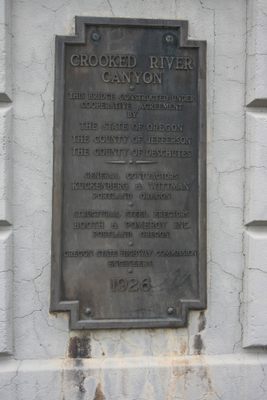 CROOKED RIVER
CANYON
THIS BRIDGE CONSTRUCTED UNDER
COOPERATIVE AGREEMENT
BY
THE STATE OF OREGON
THE COUNTY OF JEFFERSON
THE COUNTY OF DESCHUTES
GENERAL CONTRACTORS
KUCKENBERG & WITTMAN
PORTLAND OREGON
STRUCTURAL STEEL ERECTORS
BOOTH & POMEROY INC.
PORTLAND OREGON
OREGON STATE HIGHWAY COMMISSION
ENGINEERS
1926